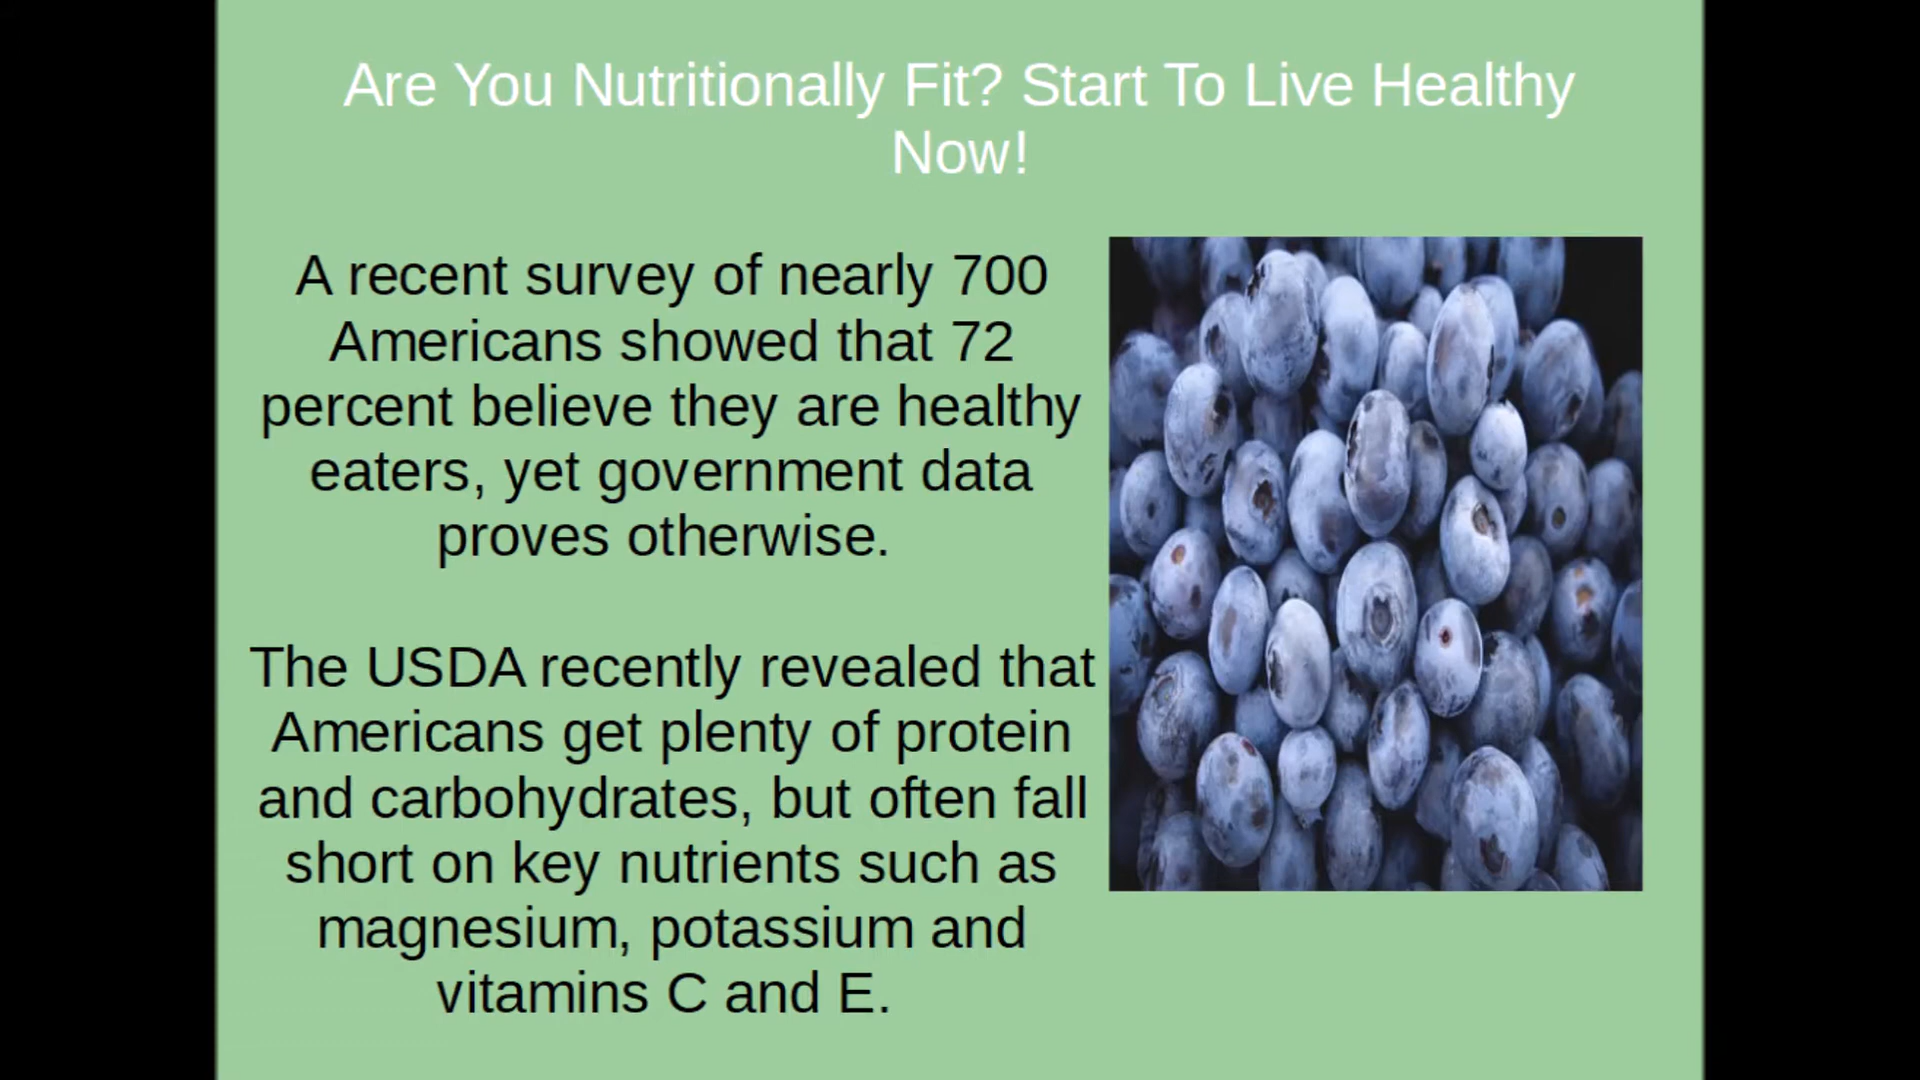 Are You Nutritionally Fit? Start To Live Healthy
Now!
A recent survey of nearly 700
Americans showed that 72
percent believe they are healthy
eaters, yet government data
proves otherwise.
The USDA recently revealed that
Americans get plenty of protein
and carbohydrates, but often fall
short on key nutrients such as
magnesium, potassium and
vitamins C and E.